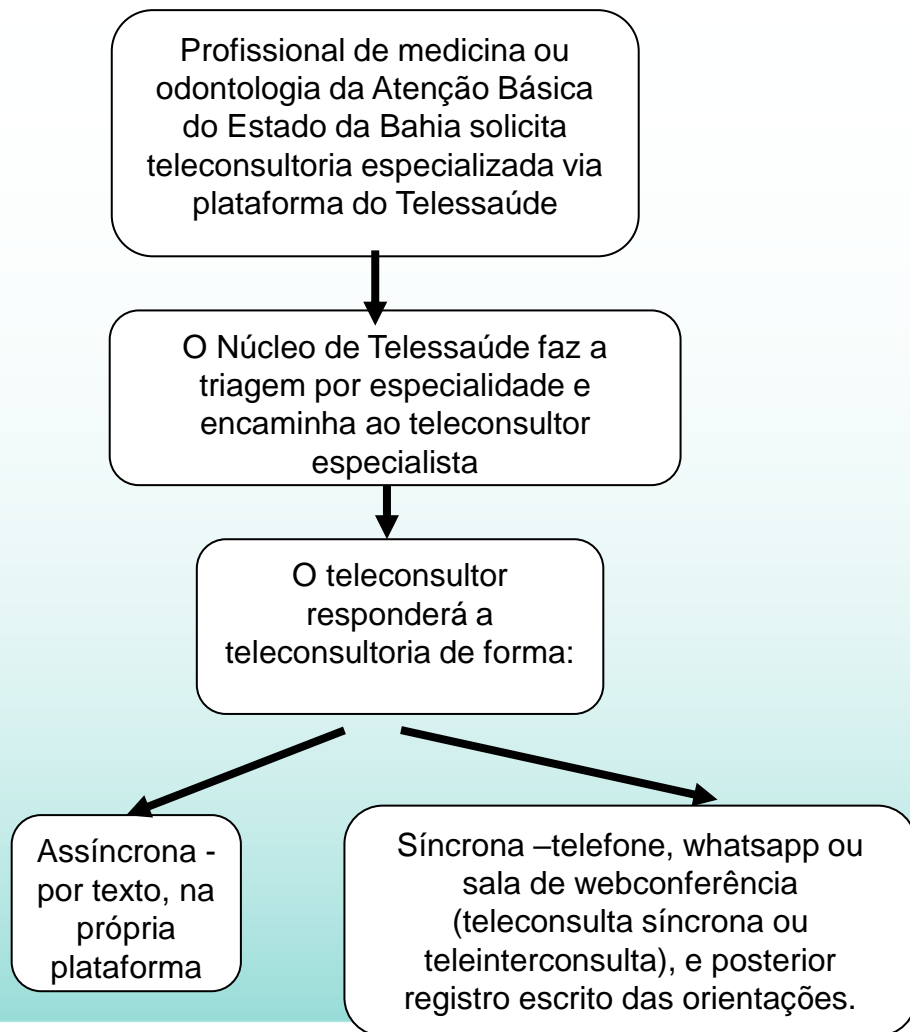 Profissional de medicina ou
odontologia da Atenção Básica
do Estado da Bahia solicita
teleconsultoria especializada via
plataforma do Telessaúde
O Núcleo de Telessaúde faz a
triagem por especialidade e
encaminha ao teleconsultor
especialista
O teleconsultor
responderá a
teleconsultoria de forma:
Assíncrona -
por texto, na
própria
plataforma
Síncrona –telefone, whatsapp ou
sala de webconferência
(teleconsulta síncrona ou
teleinterconsulta), e posterior
registro escrito das orientações.